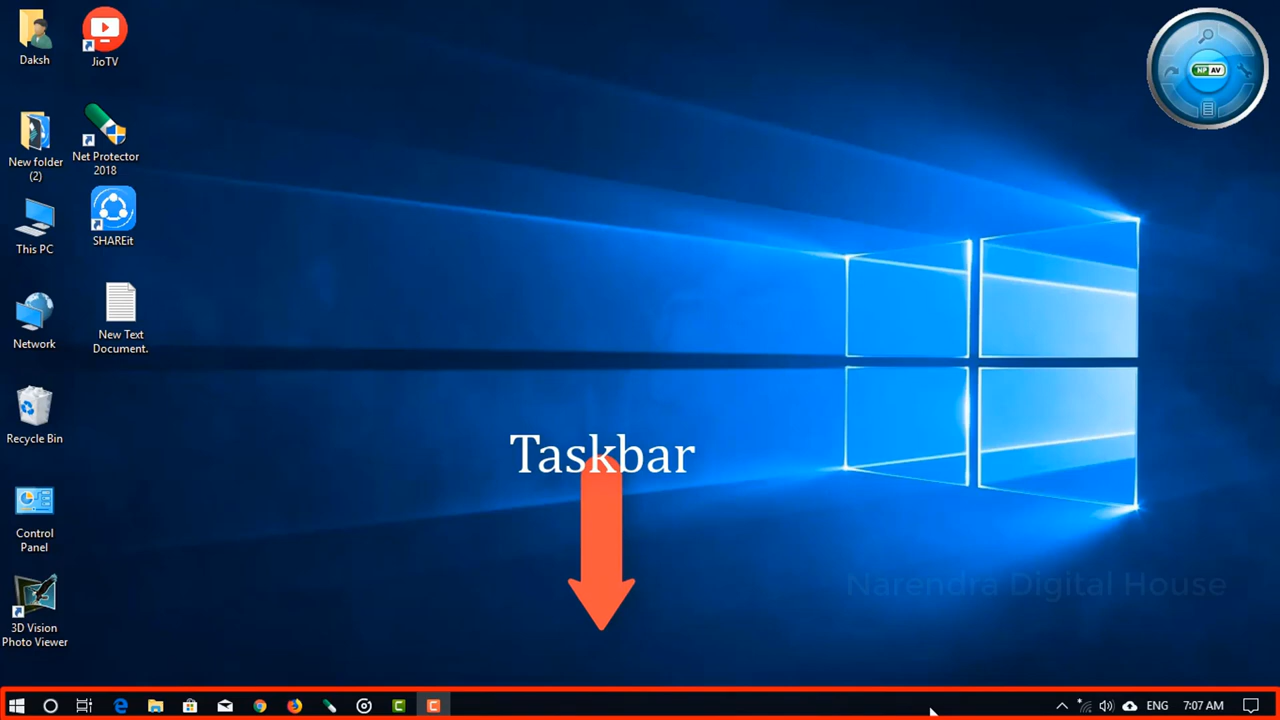 Daksh
JioTV
New folder
(2)
Net Protector
2018
This PC
SHAREit
Network
New Text
Document.
Recycle Bin
Control
Panel
3D Vision
Photo Viewer
NP AV
Taskbar
Narendra Digital House
ENG
7:07 AM